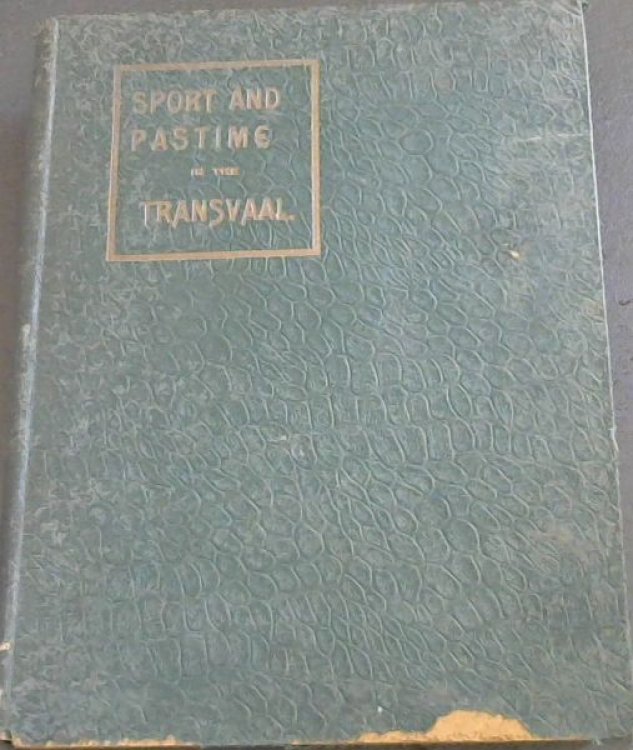 SPORT AND
PASTIME
IN THE
TRANSVAAL.